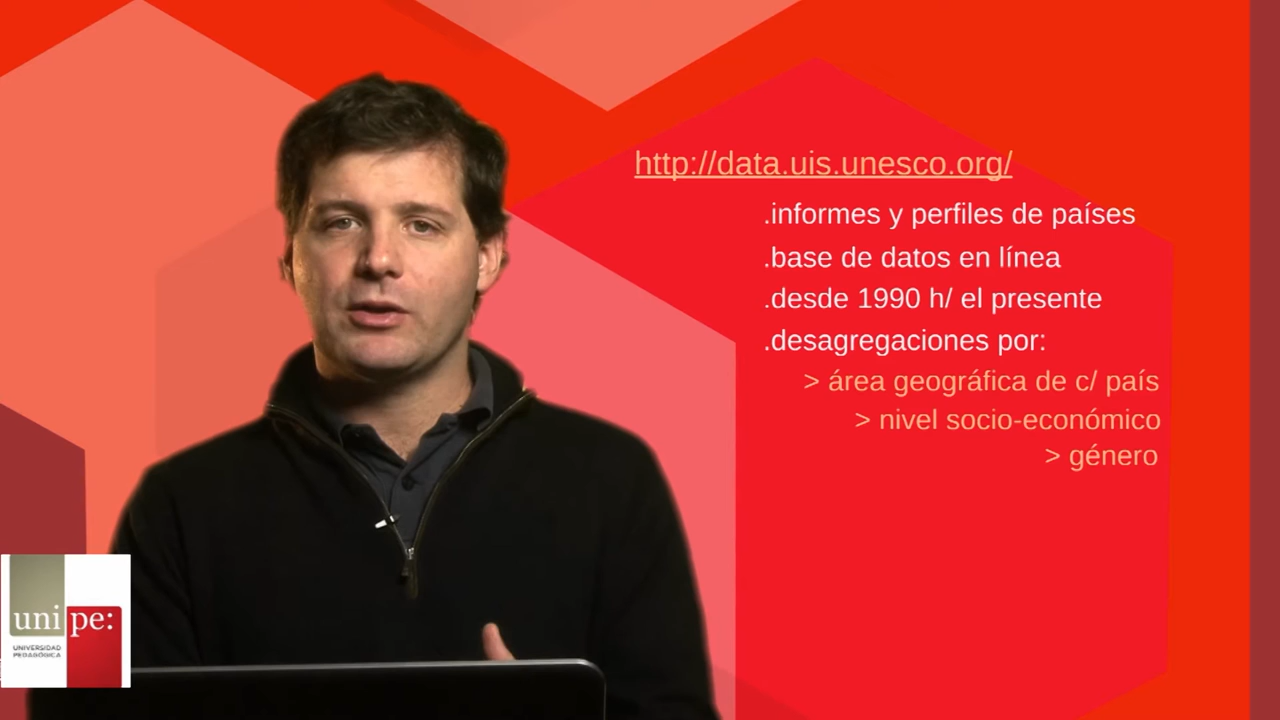 http://data.uis.unesco.org/
.informes y perfiles de países
.base de datos en línea
.desde 1990 h/ el presente
.desagregaciones por:
> área geográfica de c/ país
> nivel socio-económico
> género
uni pe:
UNIVERSIDAD
PEDAGÓGICA